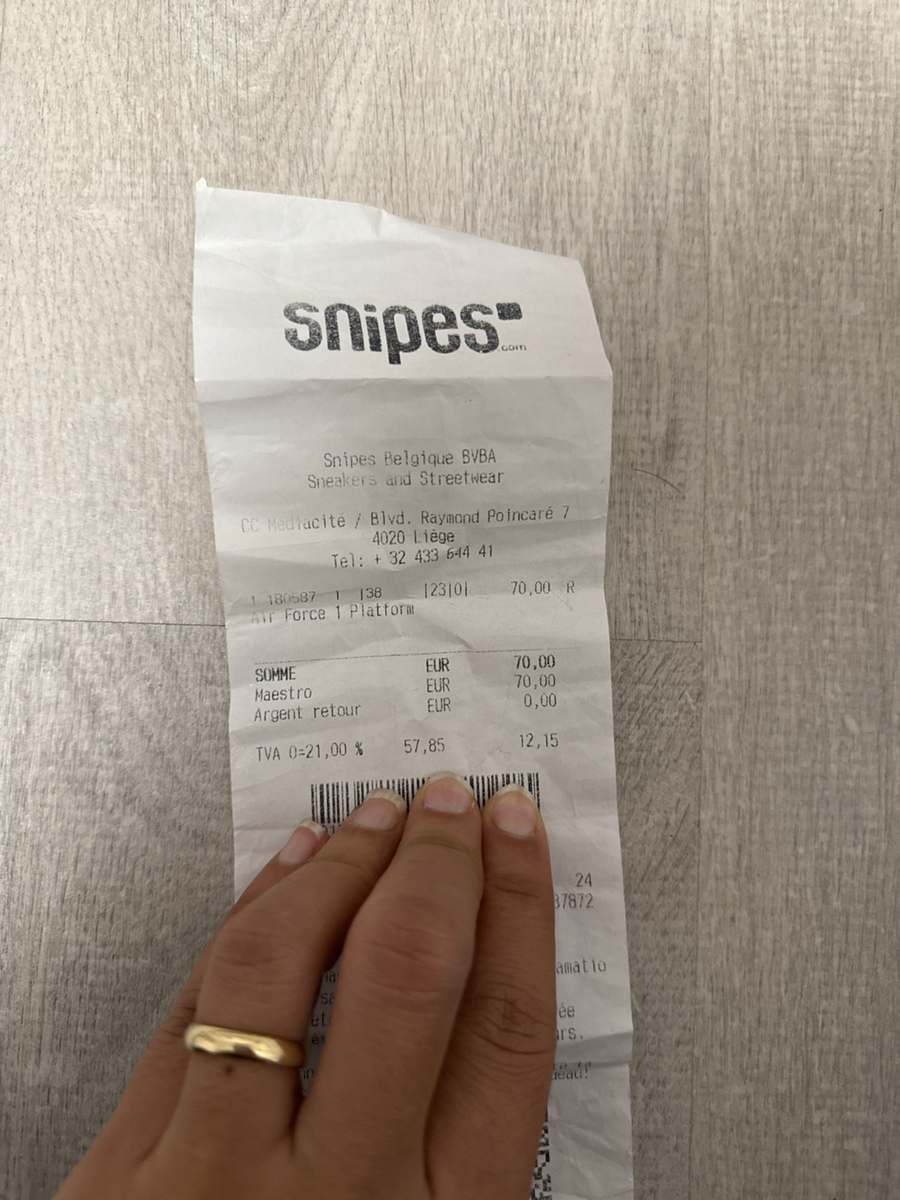 snipes
.com
Snipes Belgique BVBA
Sneakers and Streetwear
CC Médiacité / Blvd. Raymond Poincaré 7
4020 Liège
Tel: + 32 433 644 41
1 180587 1 |38 |23|0| 70,00 R
Air Force 1 Platform
SOMME EUR 70,00
Maestro EUR 70,00
Argent retour EUR 0,00
TVA 0=21,00 % 57,85 12,15
24
37872